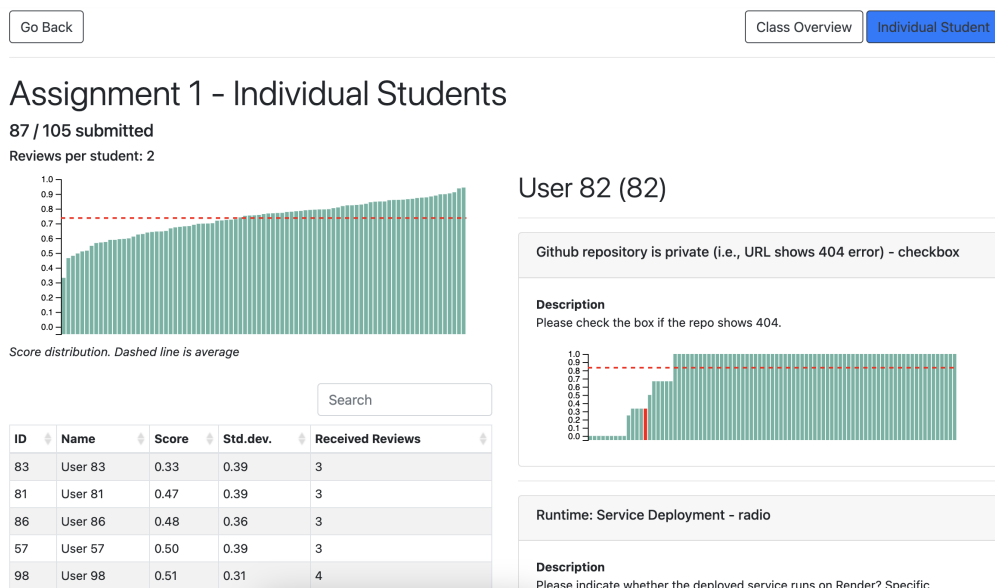 Go Back
Class Overview
Individual Student
Assignment 1 - Individual Students
87 / 105 submitted
Reviews per student: 2
1.0
0.9
0.8
0.7
0.6
0.5
0.4
0.3
0.2
0.1
0.0
Score distribution. Dashed line is average
Search
ID Name Score Std.dev. Received Reviews
83 User 83 0.33 0.39 3
81 User 81 0.47 0.39 3
86 User 86 0.48 0.36 3
57 User 57 0.50 0.39 3
98 User 98 0.51 0.31 4
User 82 (82)
Github repository is private (i.e., URL shows 404 error) - checkbox
Description
Please check the box if the repo shows 404.
1.0
0.9
0.8
0.7
0.6
0.5
0.4
0.3
0.2
0.1
0.0
Runtime: Service Deployment - radio
Description
Please indicate whether the deployed service runs on Render? Specific